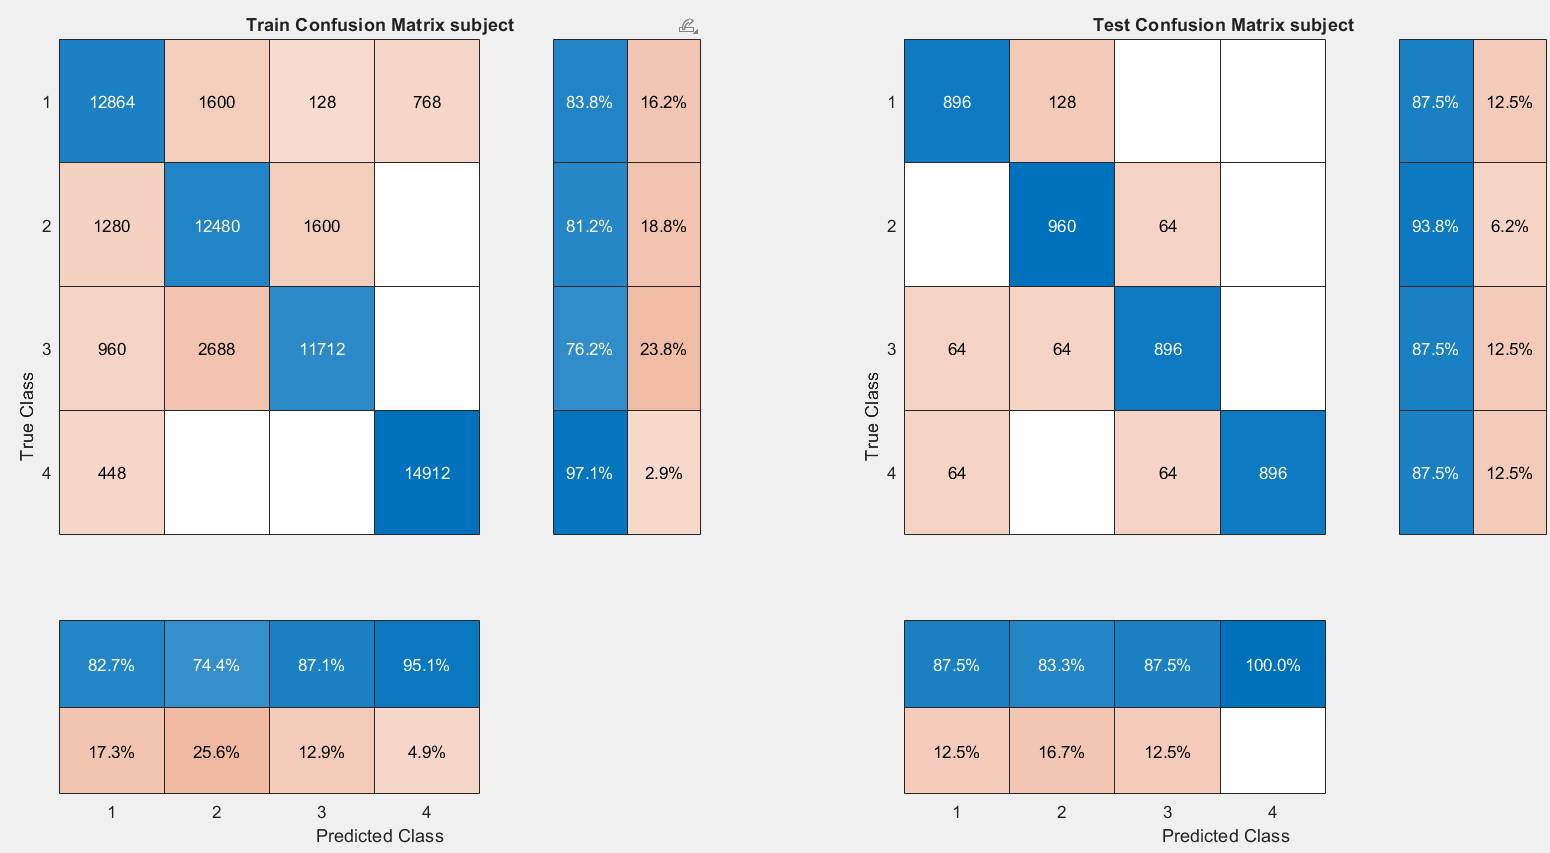 Train Confusion Matrix subject
True Class
1 12864 1600 128 768 83.8% 16.2%
2 1280 12480 1600 81.2% 18.8%
3 960 2688 11712 76.2% 23.8%
4 448 14912 97.1% 2.9%
82.7% 74.4% 87.1% 95.1%
17.3% 25.6% 12.9% 4.9%
1 2 3 4
Predicted Class
Test Confusion Matrix subject
True Class
1 896 128 87.5% 12.5%
2 960 64 93.8% 6.2%
3 64 64 896 87.5% 12.5%
4 64 64 896 87.5% 12.5%
87.5% 83.3% 87.5% 100.0%
12.5% 16.7% 12.5%
1 2 3 4
Predicted Class